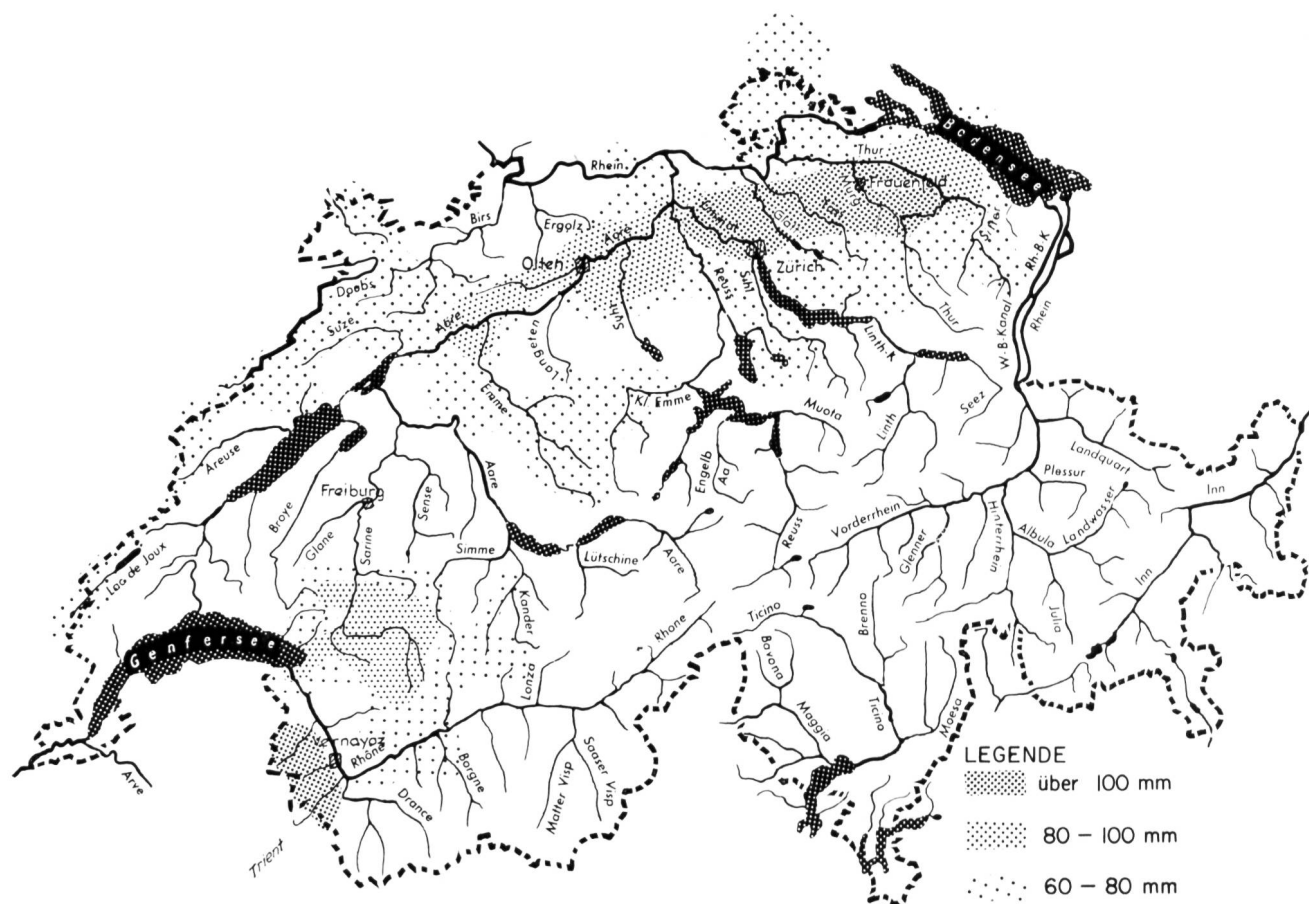 Bodensee
Thur
Rhein
Frauenfeld
Birs
Ergolz
Töss
Glatt
Limmat
Sitter
Aare
Rh.B.K
Olten
Zürich
Doubs
Reuss
Sihl
Rhein
Suze
Aare
Suhr
Thur
W.B.Kanal
Langeten
Linth-K
Emme
Kl. Emme
Muota
Seez
Linth
Areuse
Aare
Engelb
Aa
Landquart
Plessur
Freiburg
Sense
Broye
Inn
Vorderrhein
Hinterrhein
Landwasser
Albula
Glane
Sarine
Reuss
Glenner
Simme
Lütschine
Aare
Lac de Joux
Inn
Kander
Ticino
Brenno
Julia
Rhone
Genfersee
Bavona
Lonza
Ticino
Maggia
Moesa
Vernayaz
Rhône
Borgne
Saaser Visp
Matter Visp
Arve
Drance
Trient
LEGENDE
über 100 mm
80 – 100 mm
60 – 80 mm